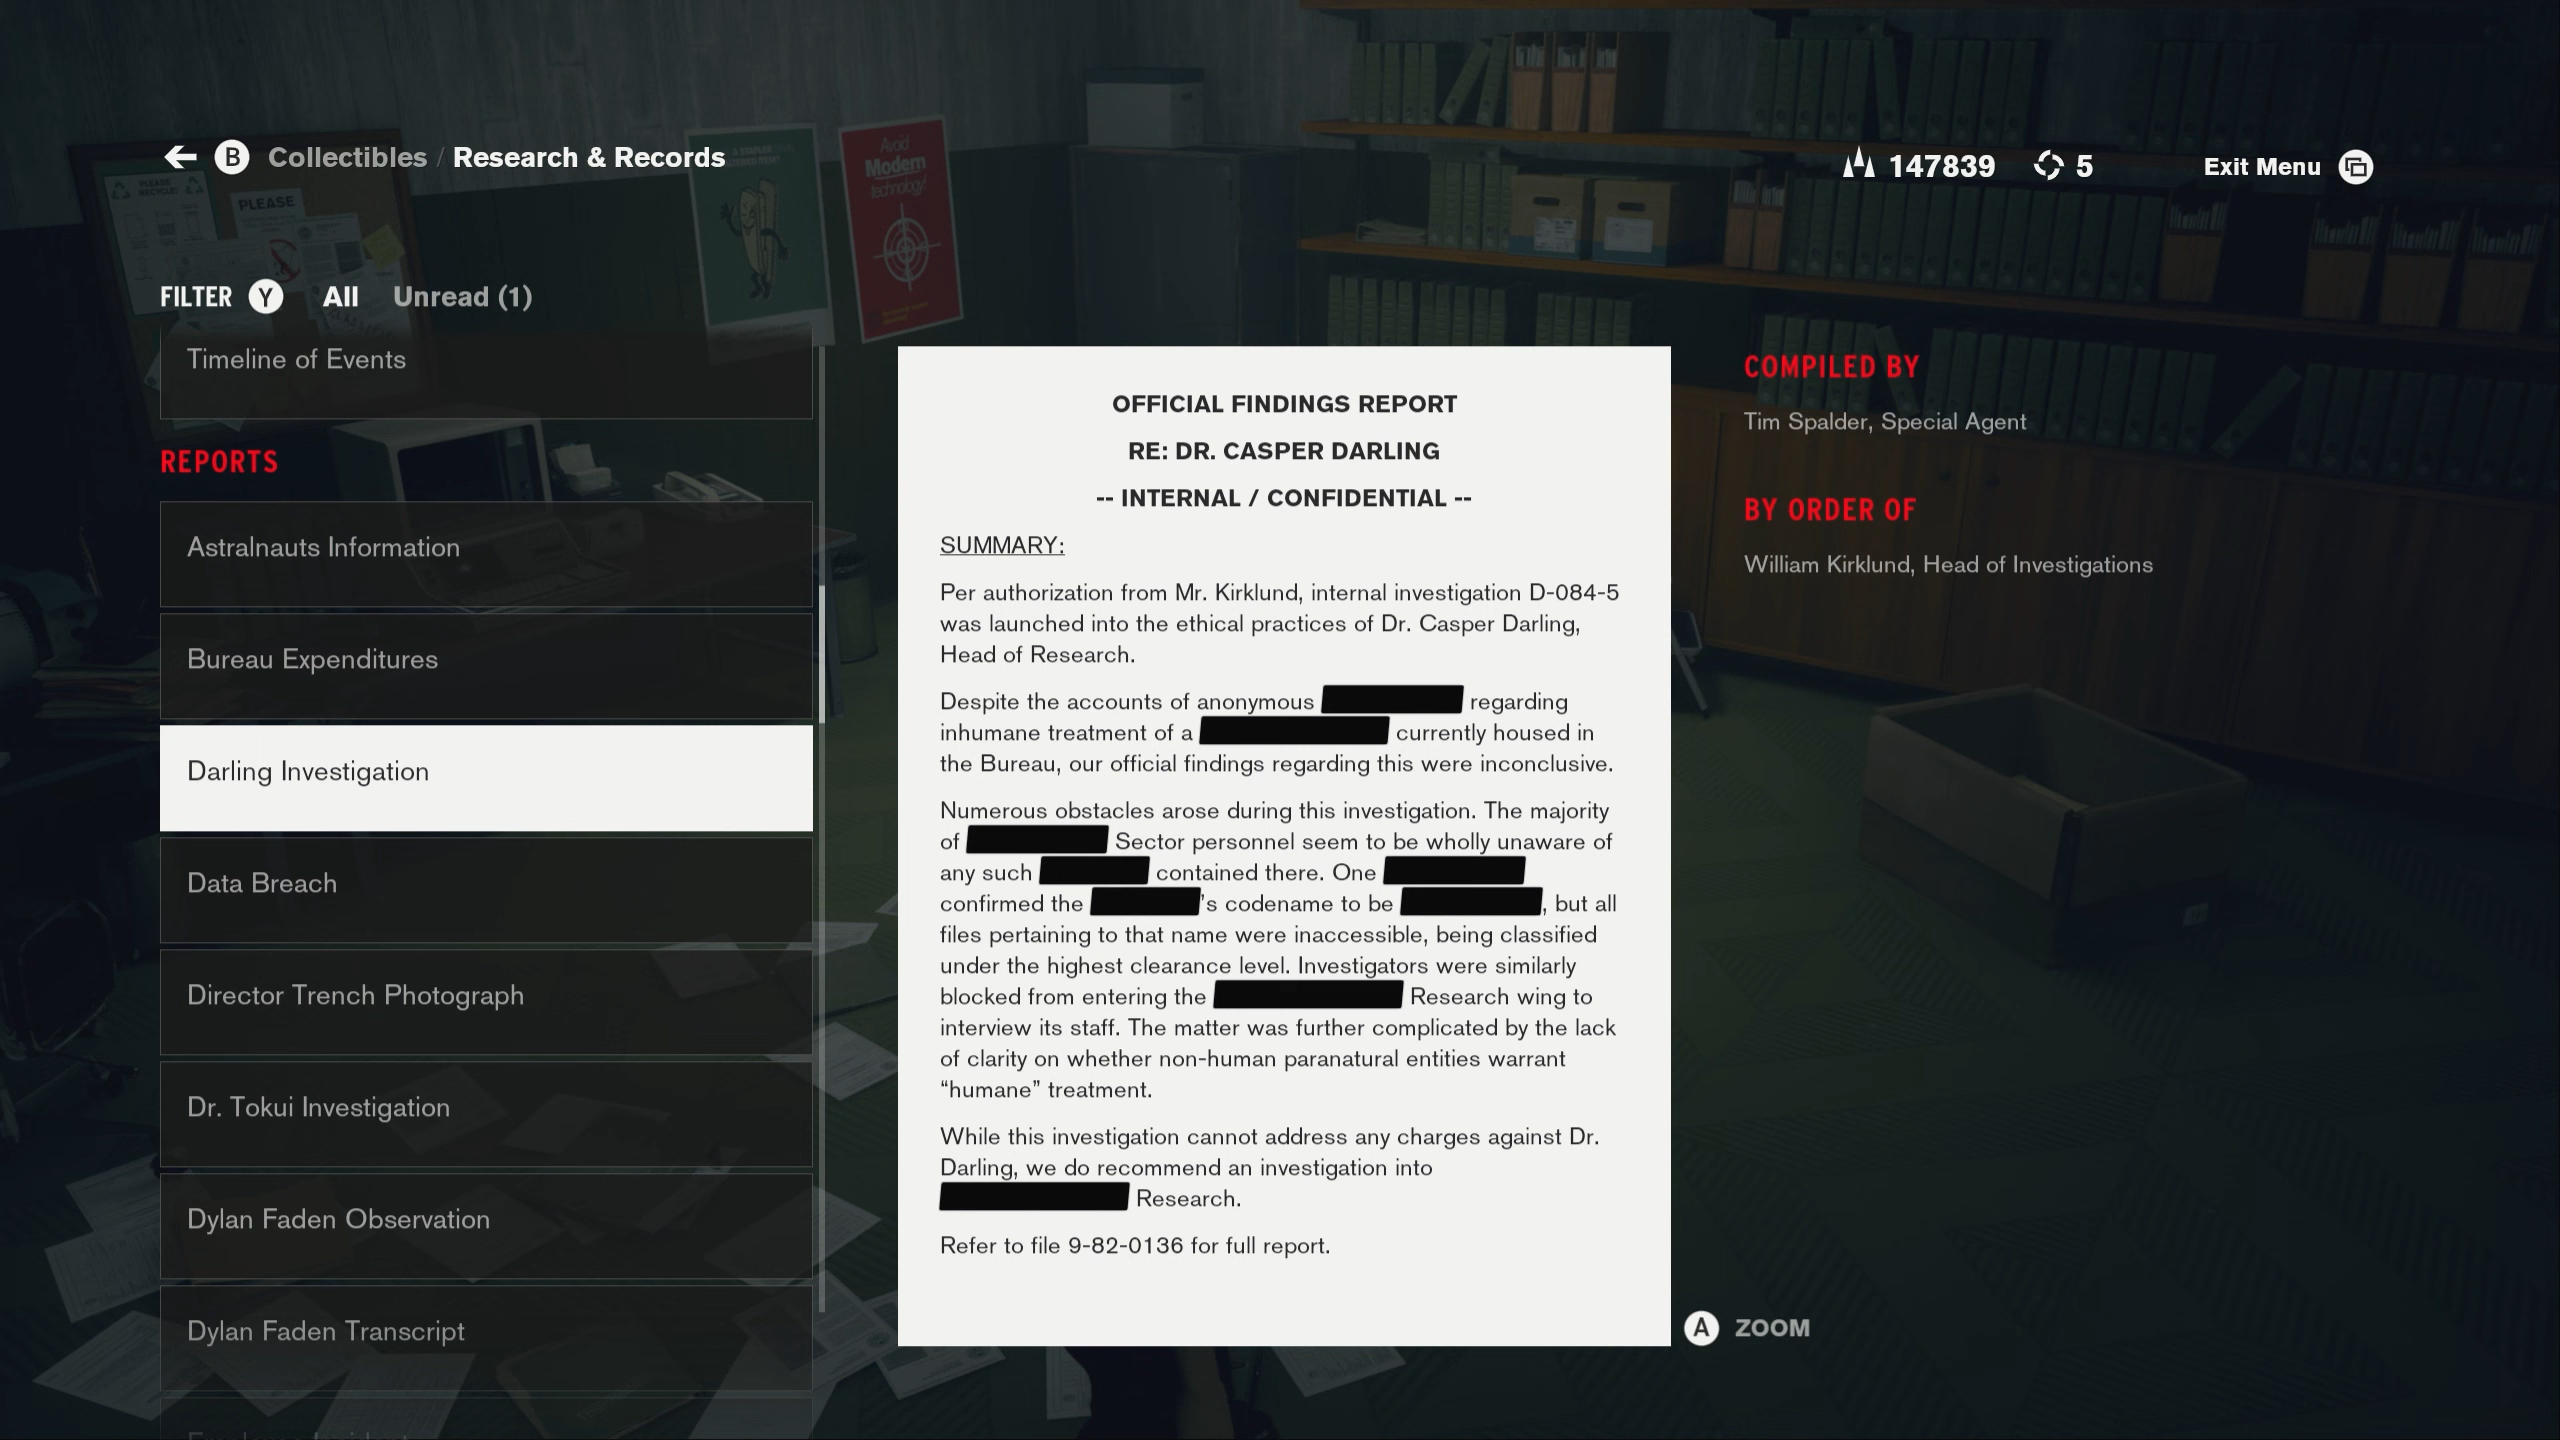 B Collectibles / Research & Records
147839 5 Exit Menu
PLEASE RECYCLE!
PLEASE
A STAPLER
Avoid
Modern
technology!
FILTER Y All Unread (1)
Timeline of Events
REPORTS
Astralnauts Information
Bureau Expenditures
Darling Investigation
Data Breach
Director Trench Photograph
Dr. Tokui Investigation
Dylan Faden Observation
Dylan Faden Transcript
OFFICIAL FINDINGS REPORT
RE: DR. CASPER DARLING
-- INTERNAL / CONFIDENTIAL --
SUMMARY:
Per authorization from Mr. Kirklund, internal investigation D-084-5
was launched into the ethical practices of Dr. Casper Darling,
Head of Research.
Despite the accounts of anonymous regarding
inhumane treatment of a currently housed in
the Bureau, our official findings regarding this were inconclusive.
Numerous obstacles arose during this investigation. The majority
of Sector personnel seem to be wholly unaware of
any such contained there. One
confirmed the 's codename to be , but all
files pertaining to that name were inaccessible, being classified
under the highest clearance level. Investigators were similarly
blocked from entering the Research wing to
interview its staff. The matter was further complicated by the lack
of clarity on whether non-human paranatural entities warrant
“humane” treatment.
While this investigation cannot address any charges against Dr.
Darling, we do recommend an investigation into
Research.
Refer to file 9-82-0136 for full report.
COMPILED BY
Tim Spalder, Special Agent
BY ORDER OF
William Kirklund, Head of Investigations
A ZOOM